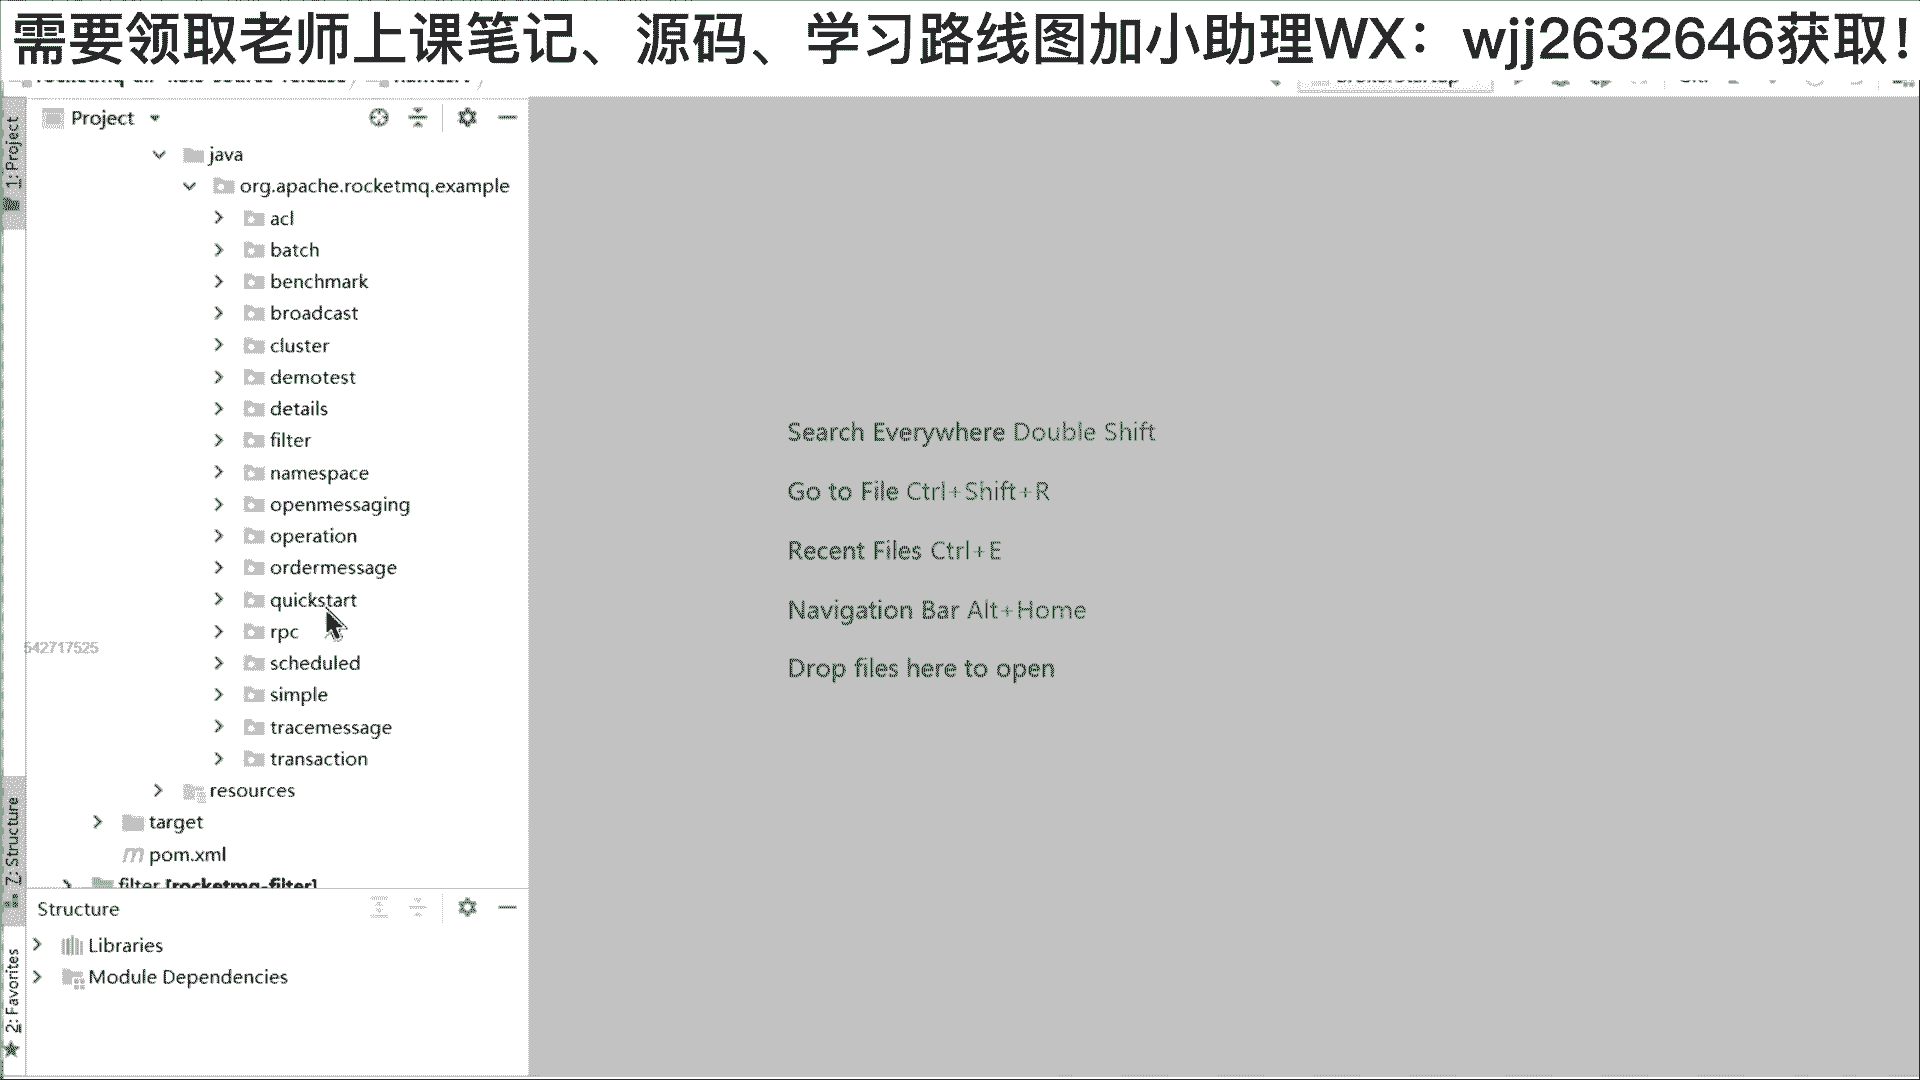 需要领取老师上课笔记、源码、学习路线图加小助理WX：wjj2632646获取！
1: Project
Project
java
org.apache.rocketmq.example
acl
batch
benchmark
broadcast
cluster
demotest
details
filter
namespace
openmessaging
operation
ordermessage
quickstart
rpc
542717525
scheduled
simple
tracemessage
transaction
resources
target
pom.xml
filter [rocketmq-filter]
Search Everywhere Double Shift
Go to File Ctrl+Shift+R
Recent Files Ctrl+E
Navigation Bar Alt+Home
Drop files here to open
Z: Structure
Structure
Libraries
Module Dependencies
2: Favorites